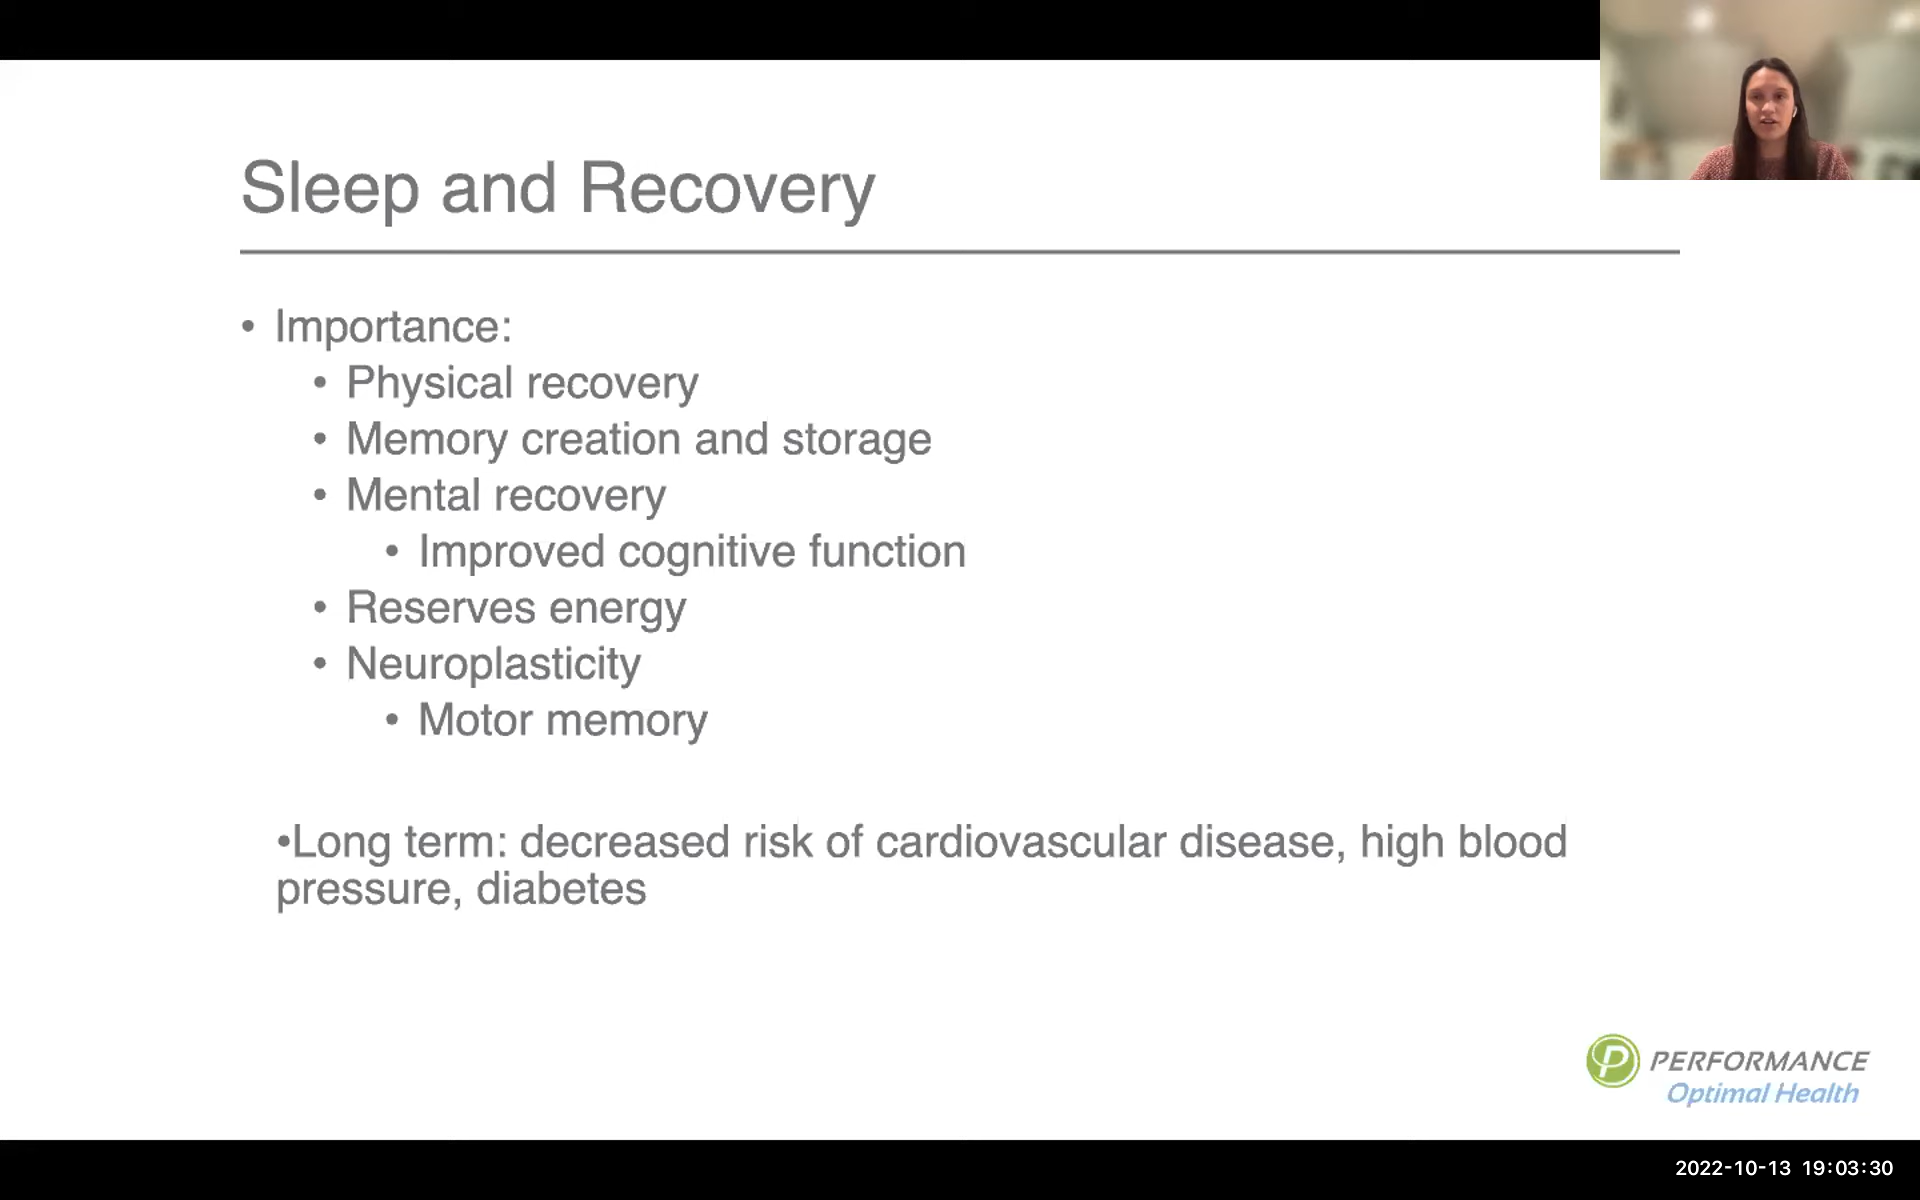 Sleep and Recovery
• Importance:
• Physical recovery
• Memory creation and storage
• Mental recovery
• Improved cognitive function
• Reserves energy
• Neuroplasticity
• Motor memory
•Long term: decreased risk of cardiovascular disease, high blood
pressure, diabetes
P PERFORMANCE
Optimal Health
2022-10-13 19:03:30